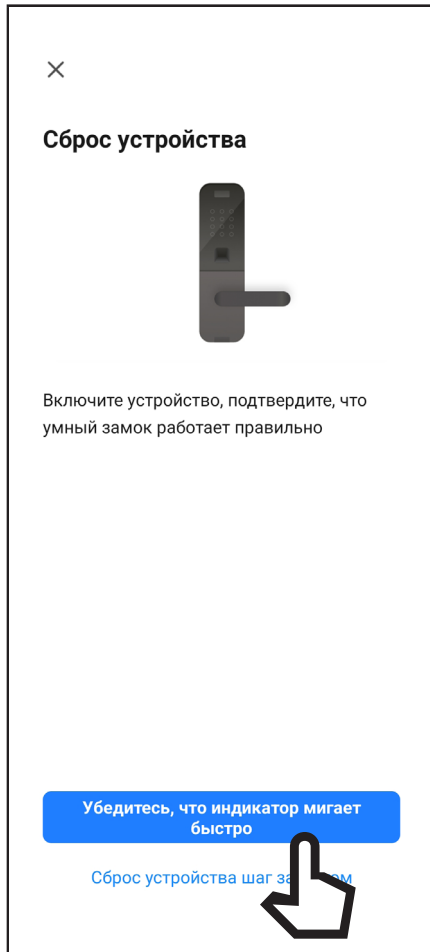 Сброс устройства
Включите устройство, подтвердите, что
умный замок работает правильно
Убедитесь, что индикатор мигает
быстро
Сброс устройства шаг за